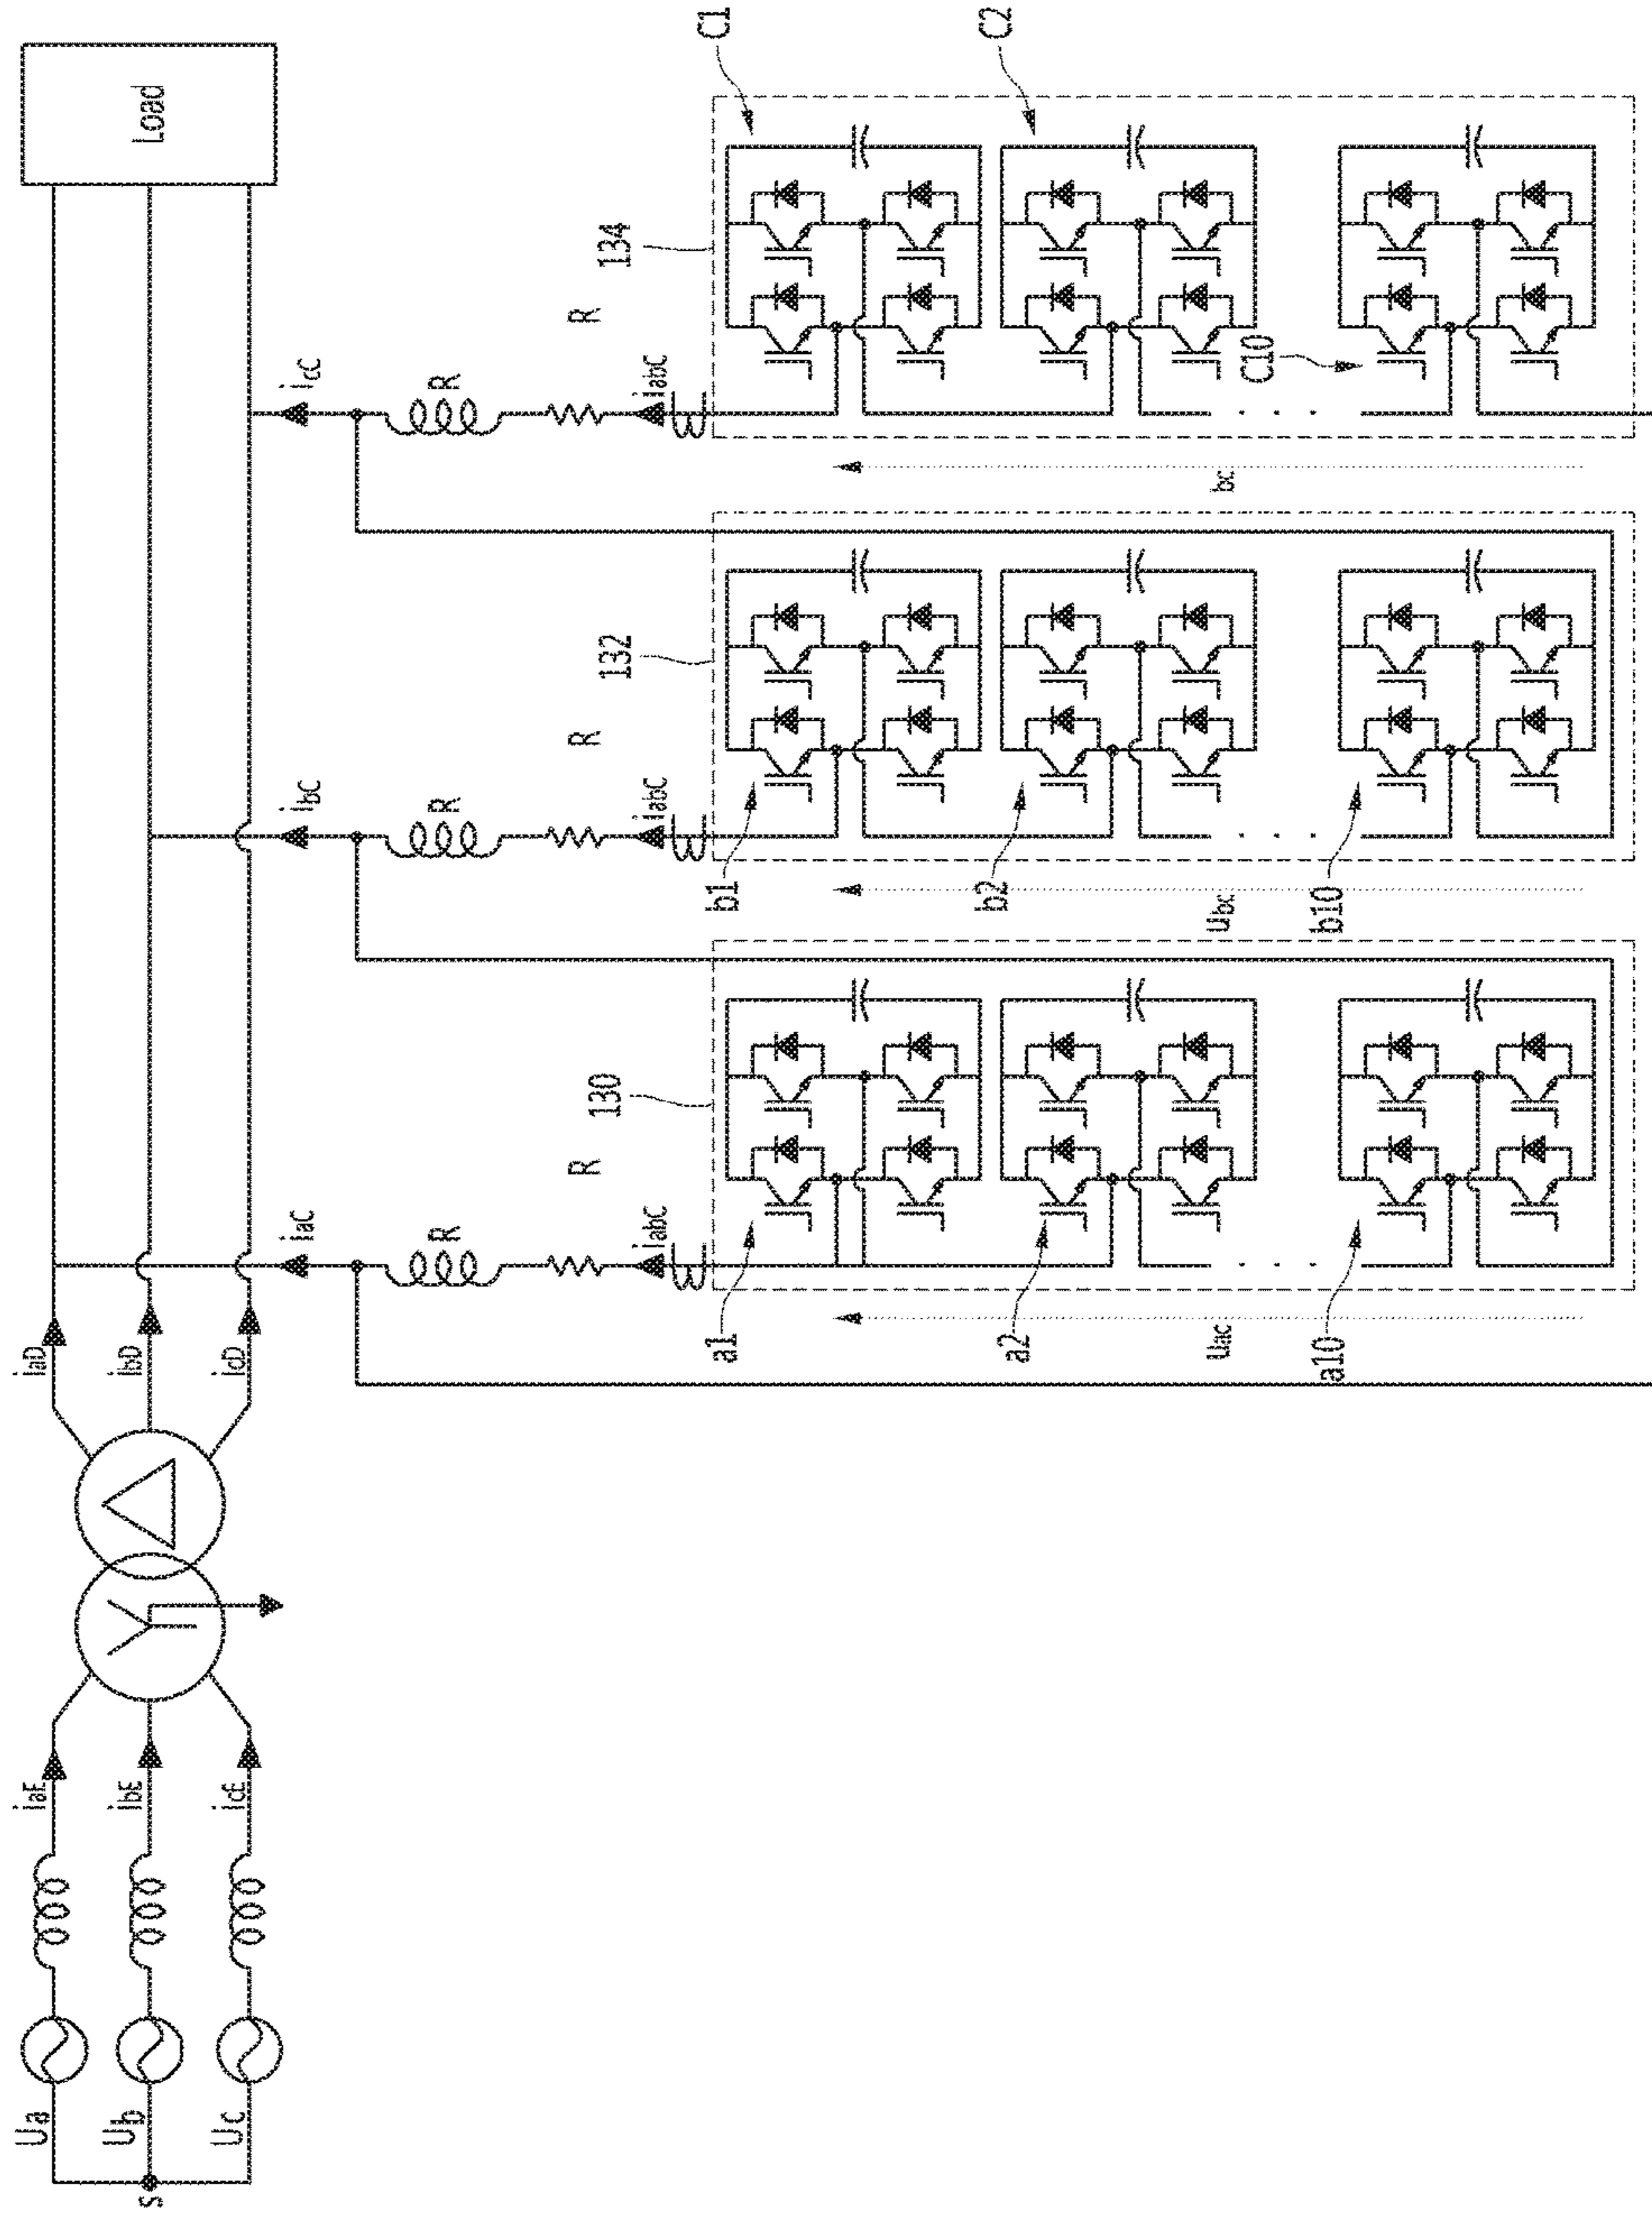 Load
C1
C2
134
R
icC
R
iabC
C10
bc
132
R
ibC
R
iabC
b1
b2
b10
ubc
130
R
iaC
R
iabC
a1
a2
a10
uac
iaD
ibD
icD
Y
iaE
ibE
icE
Ua
Ub
Uc
s